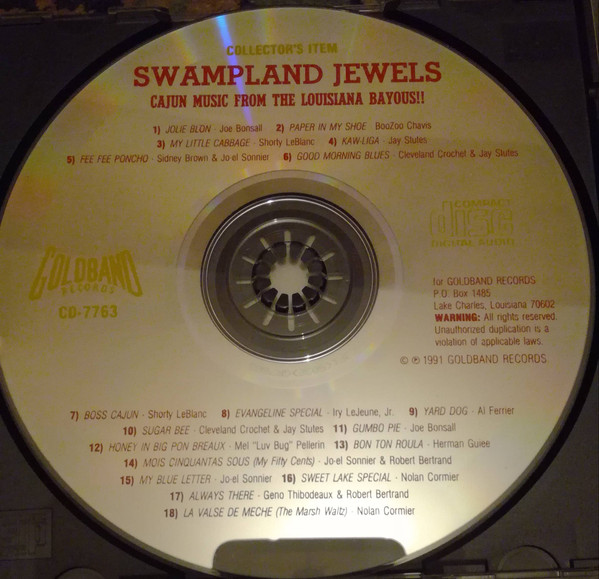 COLLECTOR'S ITEM
SWAMPLAND JEWELS
CAJUN MUSIC FROM THE LOUISIANA BAYOUS!!
1) JOLIE BLON - Joe Bonsall 2) PAPER IN MY SHOE - BooZoo Chavis
3) MY LITTLE CABBAGE - Shorty LeBlanc 4) KAW-LIGA - Jay Stutes
5) FEE FEE PONCHO - Sidney Brown & Jo-el Sonnier 6) GOOD MORNING BLUES - Cleveland Crochet & Jay Stutes
COMPACT
disc
DIGITAL AUDIO
GOLDBAND
RECORDS
CD-7763
for GOLDBAND RECORDS
P.O. Box 1485
Lake Charles, Louisiana 70602
WARNING: All rights reserved.
Unauthorized duplication is a
violation of applicable laws.
© ℗ 1991 GOLDBAND RECORDS
7) BOSS CAJUN - Shorty LeBlanc 8) EVANGELINE SPECIAL - Iry LeJeune, Jr. 9) YARD DOG - Al Ferrier
10) SUGAR BEE - Cleveland Crochet & Jay Stutes 11) GUMBO PIE - Joe Bonsall
12) HONEY IN BIG PON BREAUX - Mel "Luv Bug" Pellerin 13) BON TON ROULA - Herman Guiee
14) MOIS CINQUANTAS SOUS (My Fifty Cents) - Jo-el Sonnier & Robert Bertrand
15) MY BLUE LETTER - Jo-el Sonnier 16) SWEET LAKE SPECIAL - Nolan Cormier
17) ALWAYS THERE - Geno Thibodeaux & Robert Bertrand
18) LA VALSE DE MECHE (The Marsh Waltz) - Nolan Cormier